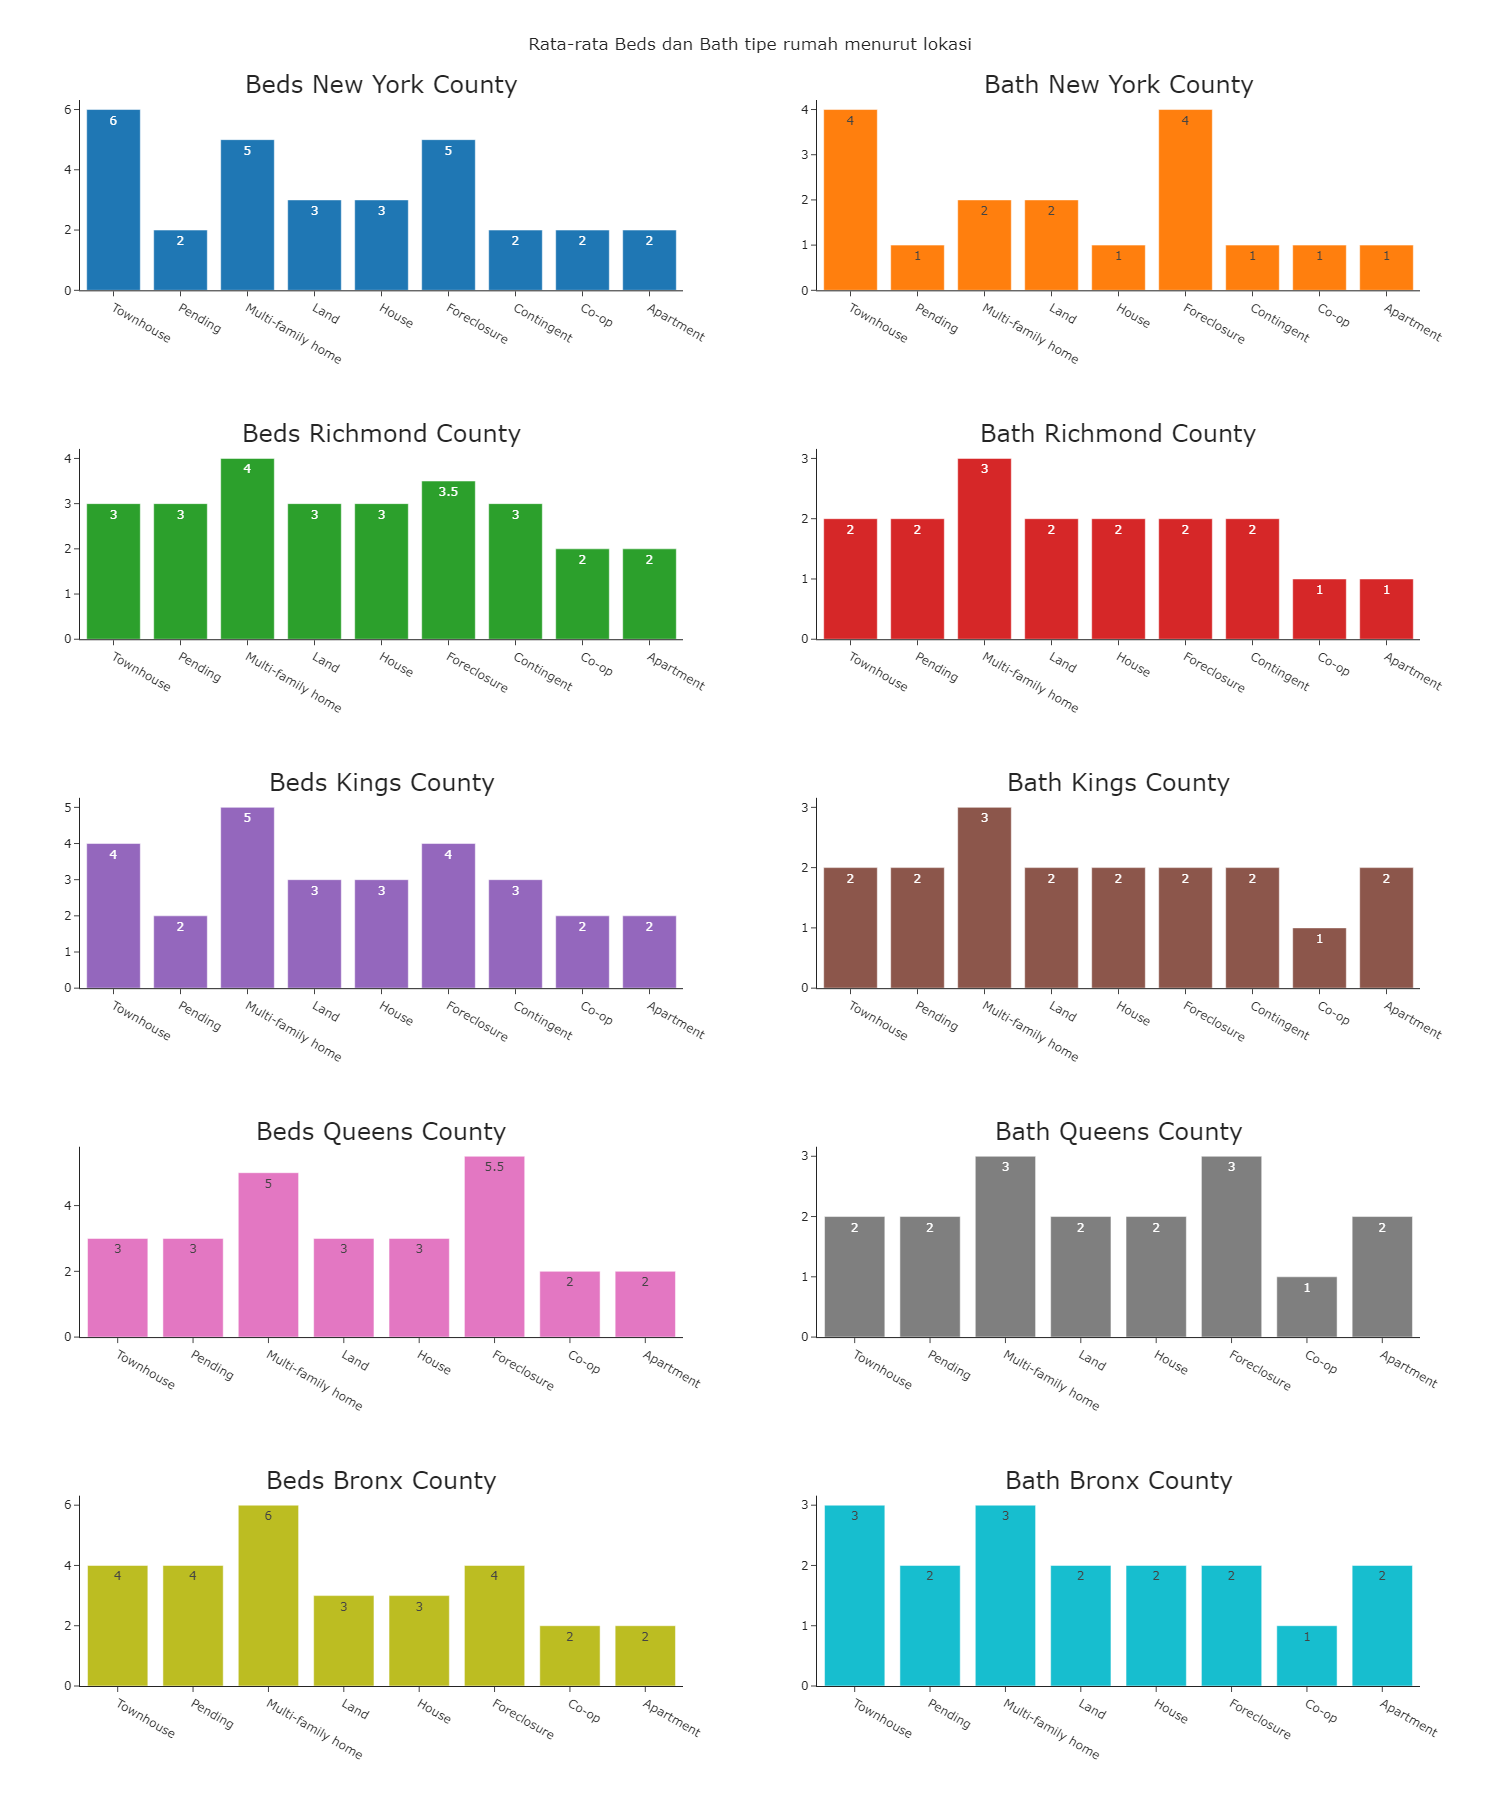 Rata-rata Beds dan Bath tipe rumah menurut lokasi
Beds New York County
6
4
2
0
6
2
5
3
3
5
2
2
2
Townhouse
Pending
Multi-family home
Land
House
Foreclosure
Contingent
Co-op
Apartment
Bath New York County
4
3
2
1
0
4
1
2
2
1
4
1
1
1
Townhouse
Pending
Multi-family home
Land
House
Foreclosure
Contingent
Co-op
Apartment
Beds Richmond County
4
3
2
1
0
3
3
4
3
3
3.5
3
2
2
Townhouse
Pending
Multi-family home
Land
House
Foreclosure
Contingent
Co-op
Apartment
Bath Richmond County
3
2
1
0
2
2
3
2
2
2
2
1
1
Townhouse
Pending
Multi-family home
Land
House
Foreclosure
Contingent
Co-op
Apartment
Beds Kings County
5
4
3
2
1
0
4
2
5
3
3
4
3
2
2
Townhouse
Pending
Multi-family home
Land
House
Foreclosure
Contingent
Co-op
Apartment
Bath Kings County
3
2
1
0
2
2
3
2
2
2
2
1
2
Townhouse
Pending
Multi-family home
Land
House
Foreclosure
Contingent
Co-op
Apartment
Beds Queens County
4
2
0
3
3
5
3
3
5.5
2
2
Townhouse
Pending
Multi-family home
Land
House
Foreclosure
Co-op
Apartment
Bath Queens County
3
2
1
0
2
2
3
2
2
3
1
2
Townhouse
Pending
Multi-family home
Land
House
Foreclosure
Co-op
Apartment
Beds Bronx County
6
4
2
0
4
4
6
3
3
4
2
2
Townhouse
Pending
Multi-family home
Land
House
Foreclosure
Co-op
Apartment
Bath Bronx County
3
2
1
0
3
2
3
2
2
2
1
2
Townhouse
Pending
Multi-family home
Land
House
Foreclosure
Co-op
Apartment